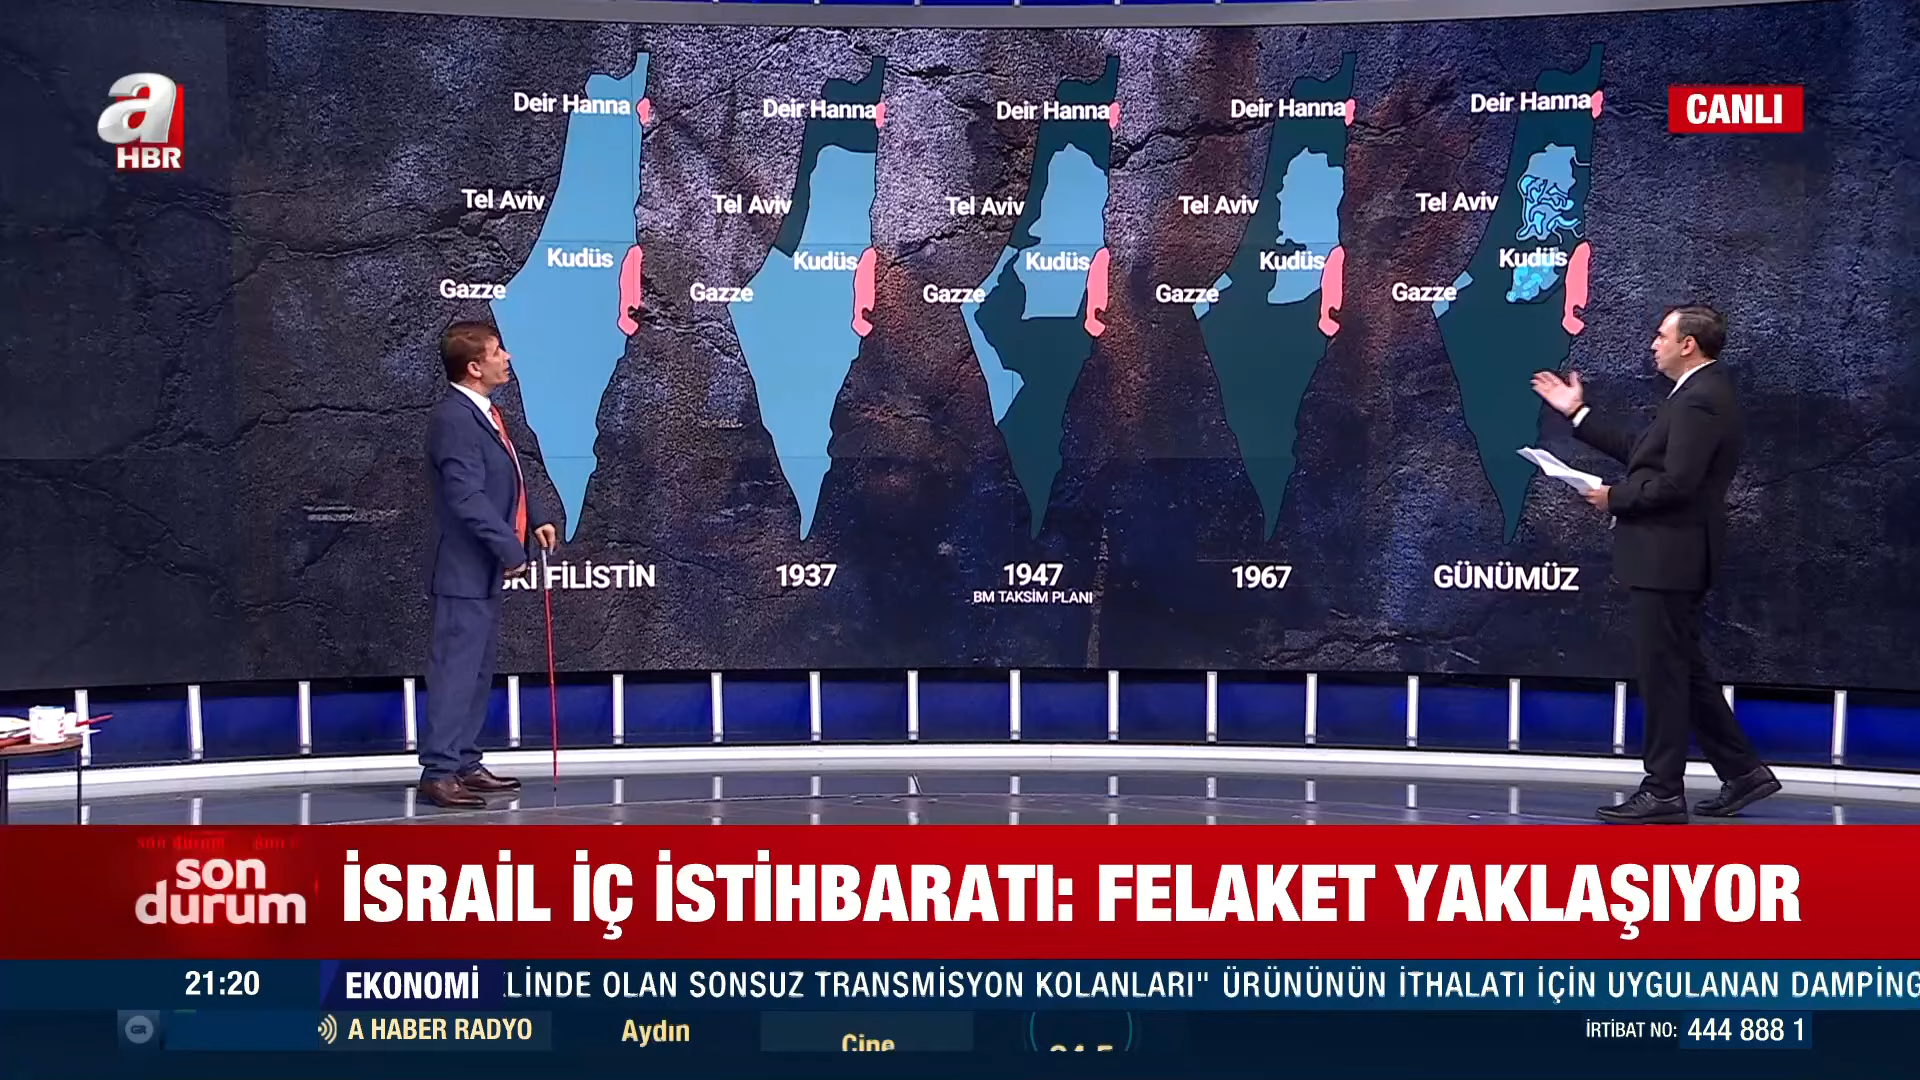 a
HBR
CANLI
Deir Hanna
Deir Hanna
Deir Hanna
Deir Hanna
Deir Hanna
Tel Aviv
Tel Aviv
Tel Aviv
Tel Aviv
Tel Aviv
Kudüs
Kudüs
Kudüs
Kudüs
Kudüs
Gazze
Gazze
Gazze
Gazze
Gazze
FİLİSTİN
1937
1947
BM TAKSİM PLANI
1967
GÜNÜMÜZ
son durum
İSRAİL İÇ İSTİHBARATI: FELAKET YAKLAŞIYOR
21:20
EKONOMİ
LİNDE OLAN SONSUZ TRANSMİSYON KOLANLARI" ÜRÜNÜNÜN İTHALATI İÇİN UYGULANAN DAMPİNG
A HABER RADYO
Aydın
İRTİBAT NO: 444 888 1